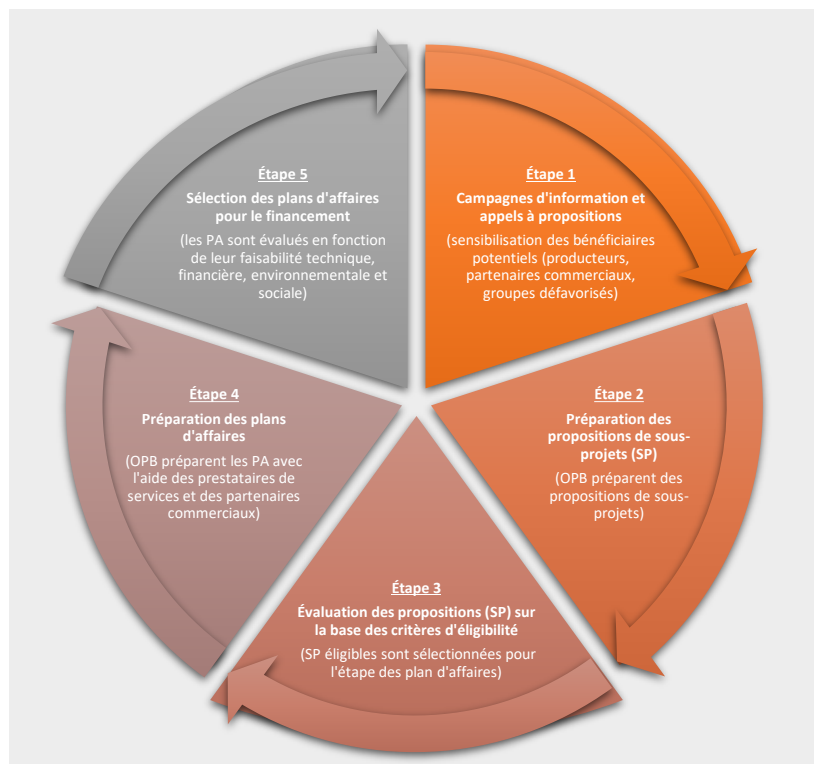 Étape 1
Campagnes d'information et
appels à propositions
(sensibilisation des bénéficiaires
potentiels (producteurs,
partenaires commerciaux,
groupes défavorisés)
Étape 2
Préparation des
propositions de sous-
projets (SP)
(OPB préparent des
propositions de sous-
projets)
Étape 3
Évaluation des propositions (SP) sur
la base des critères d'éligibilité
(SP éligibles sont sélectionnées pour
l'étape des plan d'affaires)
Étape 4
Préparation des plans
d'affaires
(OPB préparent les PA avec
l'aide des prestataires de
services et des partenaires
commerciaux)
Étape 5
Sélection des plans d'affaires
pour le financement
(les PA sont évalués en fonction
de leur faisabilité technique,
financière, environnementale et
sociale)